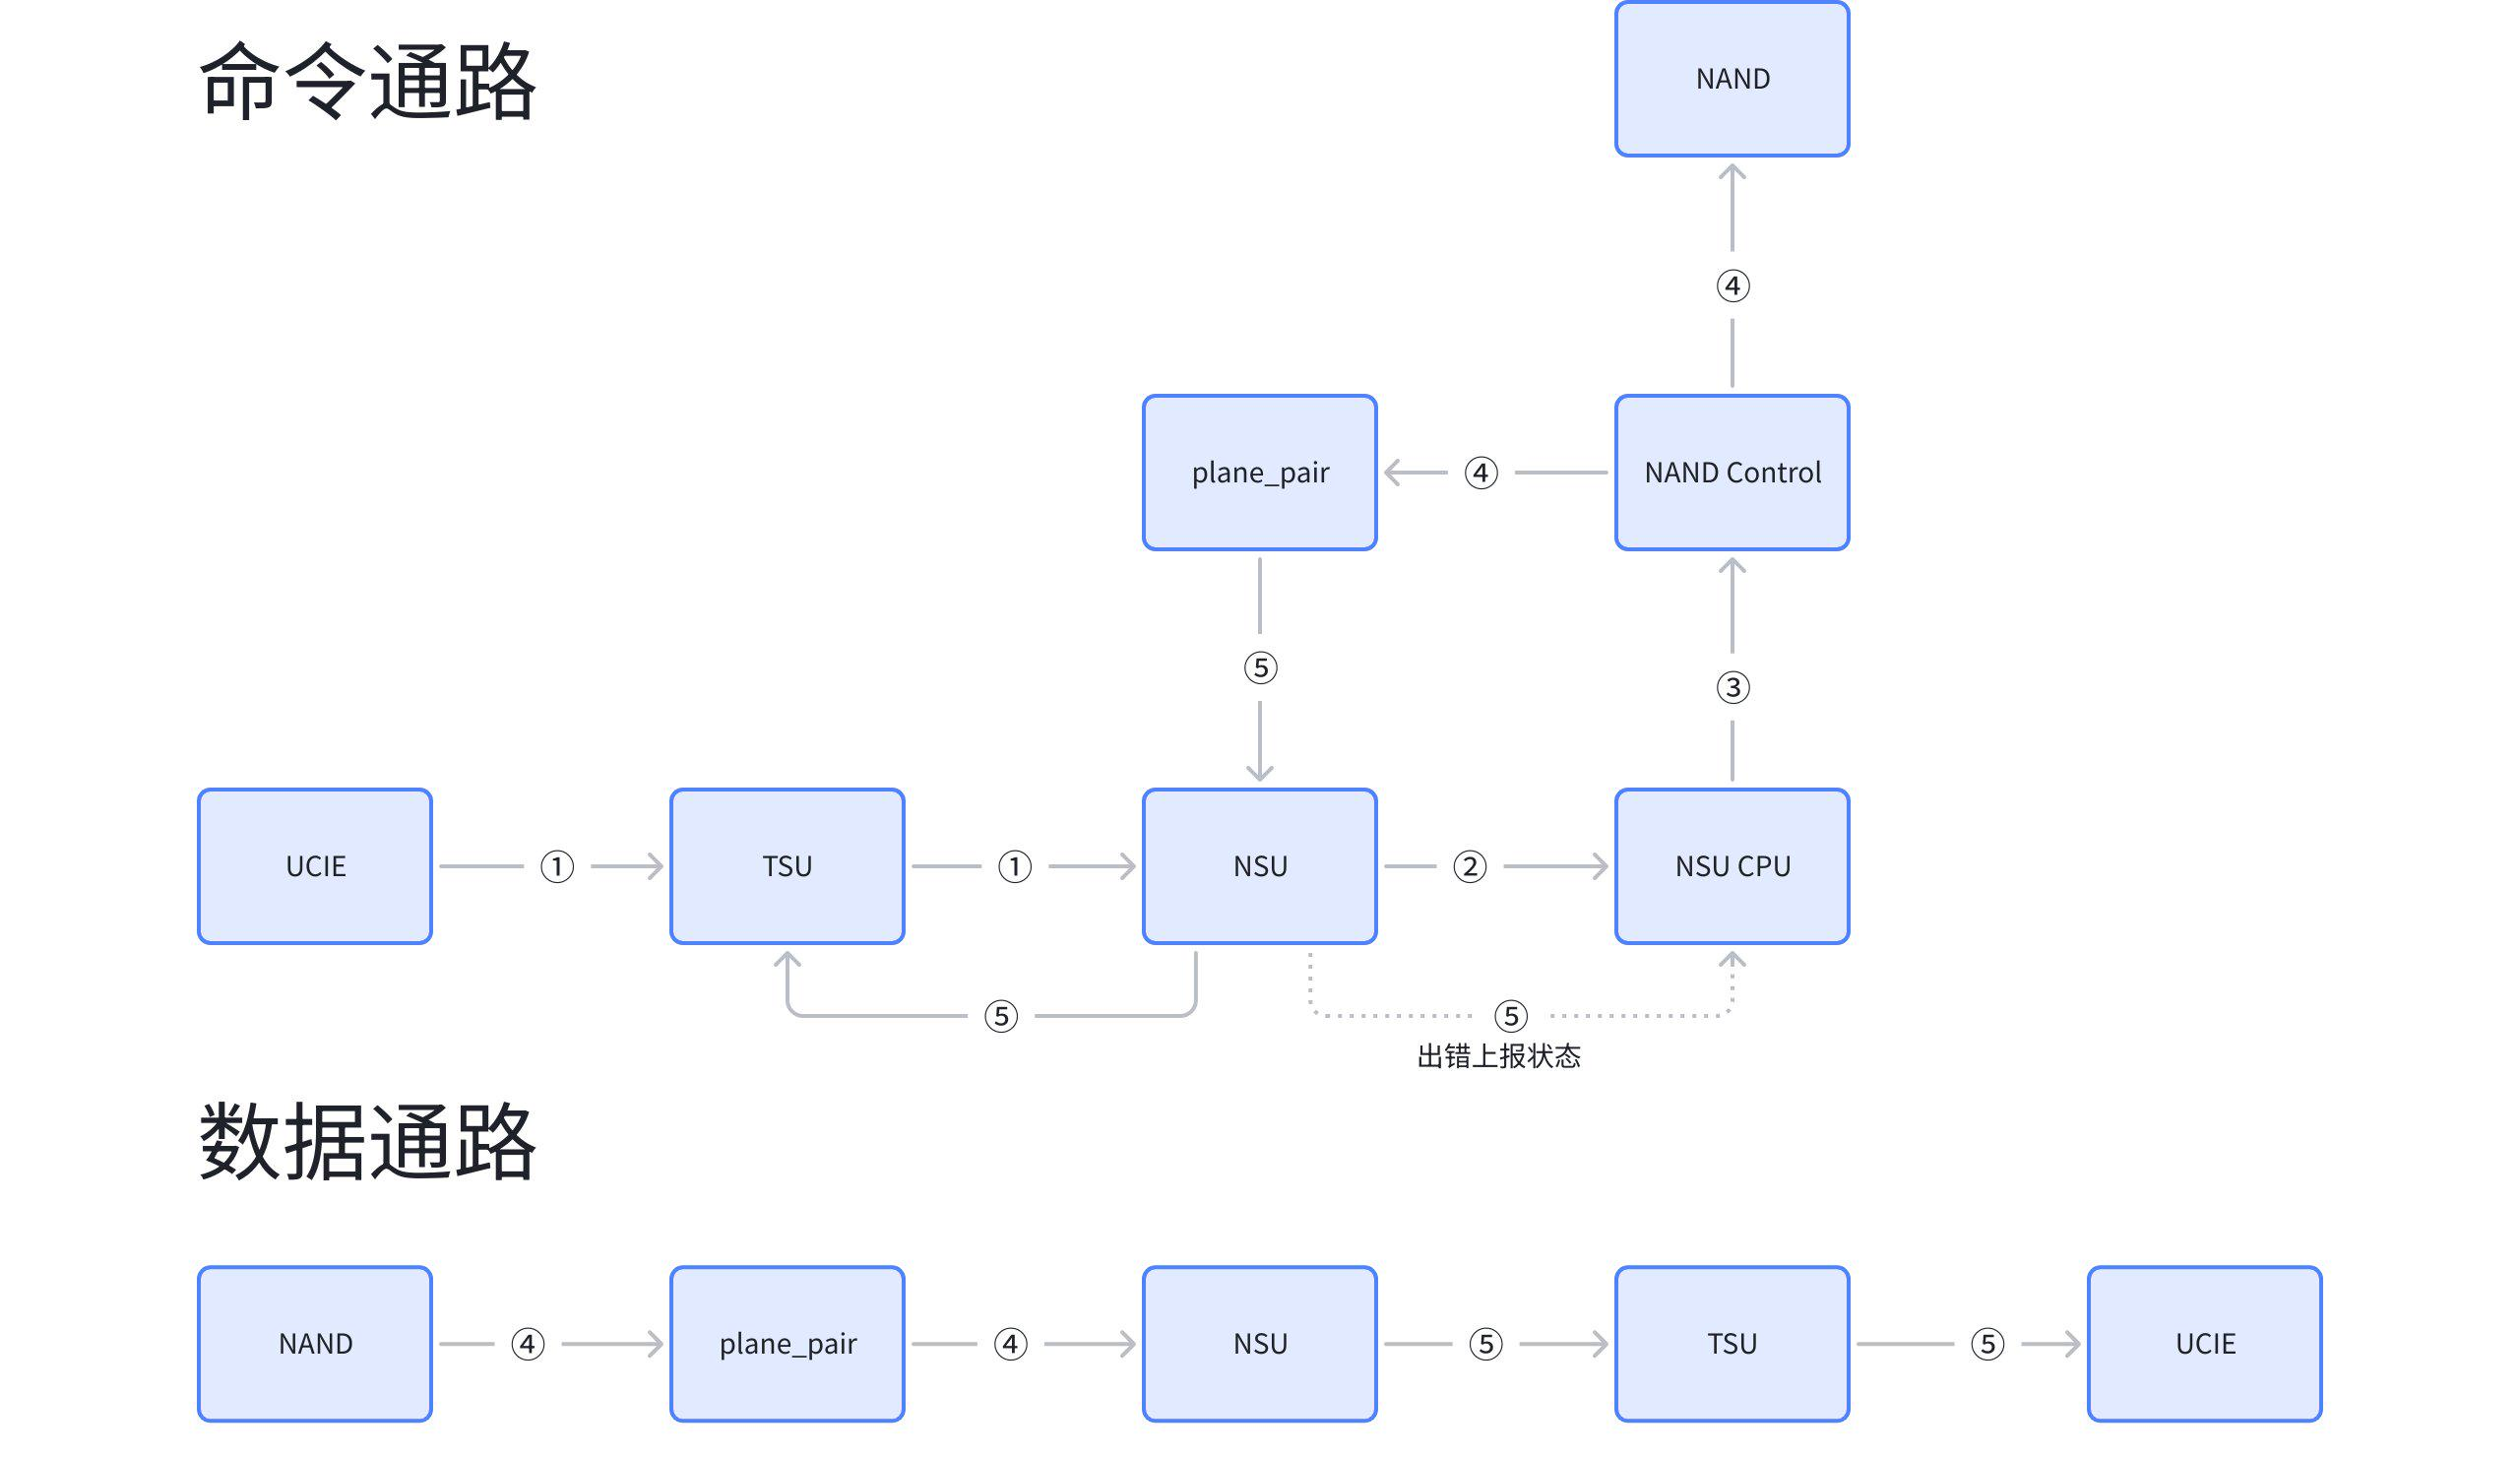 命令通路
NAND
④
plane_pair
④
NAND Control
⑤
③
UCIE
①
TSU
①
NSU
②
NSU CPU
⑤
⑤
出错上报状态
数据通路
NAND
④
plane_pair
④
NSU
⑤
TSU
⑤
UCIE